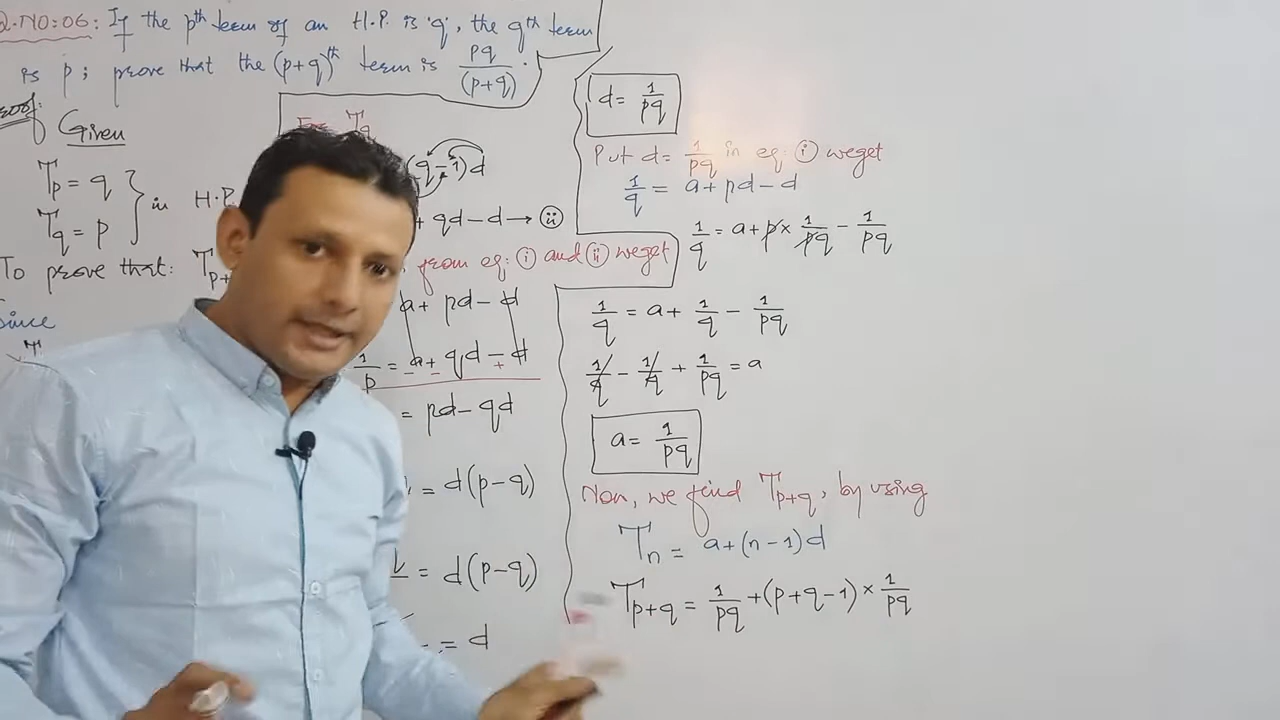 Q.NO:06: If the pth term of an H.P. is q, the qth term
is p; prove that the (p+q)th term is pq/(p+q).
Proof:
Given
Tp = q
Tq = p
} in H.P.
To prove that: Tp+
Since
T
For Tq
(q-1)d
+ qd-d → (ii)
from eq: (i) and (ii) we get
a + pd - d
1/p = a + qd - d
- - +
= pd - qd
= d(p-q)
= d(p-q)
= d
d = 1/pq
Put d = 1/pq in eq: (i) we get
1/q = a + pd - d
1/q = a + p × 1/pq - 1/pq
1/q = a + 1/q - 1/pq
1/q - 1/q + 1/pq = a
a = 1/pq
Now, we find Tp+q, by using
Tn = a+(n-1)d
Tp+q = 1/pq + (p+q-1) × 1/pq